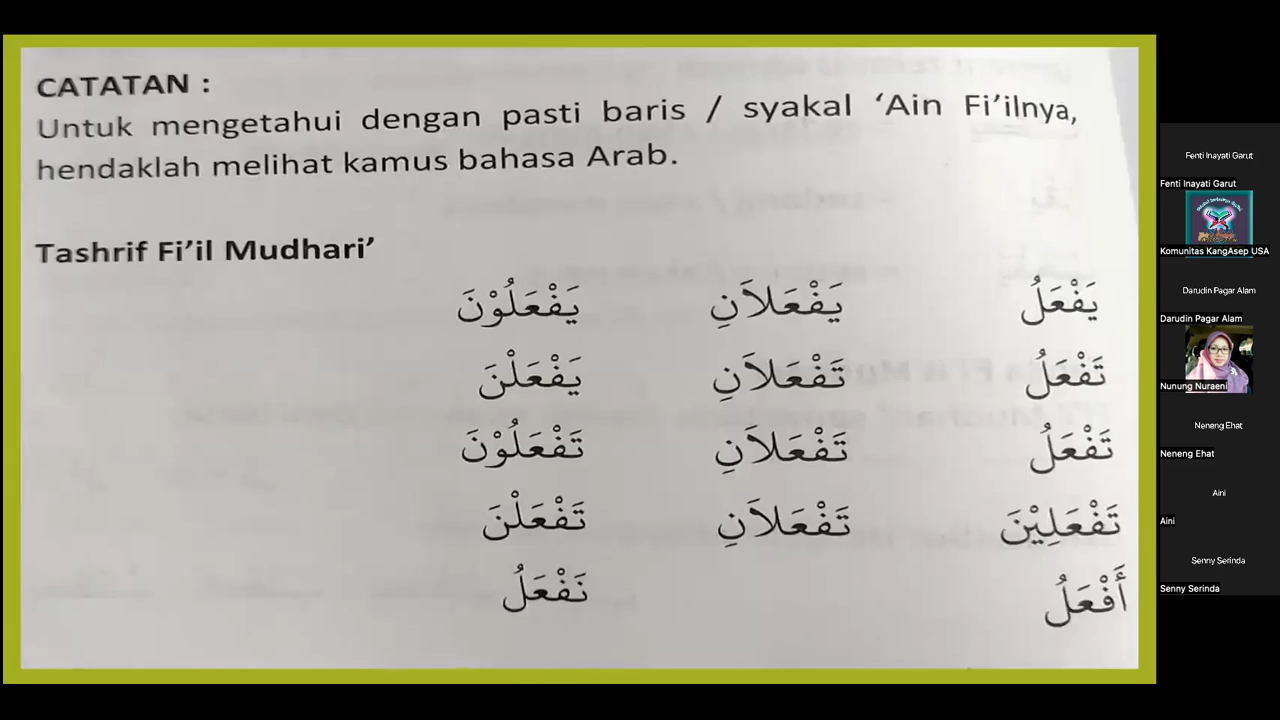 CATATAN :
Untuk mengetahui dengan pasti baris / syakal ‘Ain Fi’ilnya,
hendaklah melihat kamus bahasa Arab.
Tashrif Fi’il Mudhari’
يَفْعَلُ يَفْعَلاَنِ يَفْعَلُوْنَ
تَفْعَلُ تَفْعَلاَنِ يَفْعَلْنَ
تَفْعَلُ تَفْعَلاَنِ تَفْعَلُوْنَ
تَفْعَلِيْنَ تَفْعَلاَنِ تَفْعَلْنَ
أَفْعَلُ نَفْعَلُ
Fenti Inayati Garut
Fenti Inayati Garut
Komunitas KangAsep USA
Darudin Pagar Alam
Darudin Pagar Alam
Nunung Nuraeni
Neneng Ehat
Neneng Ehat
Aini
Aini
Senny Serinda
Senny Serinda